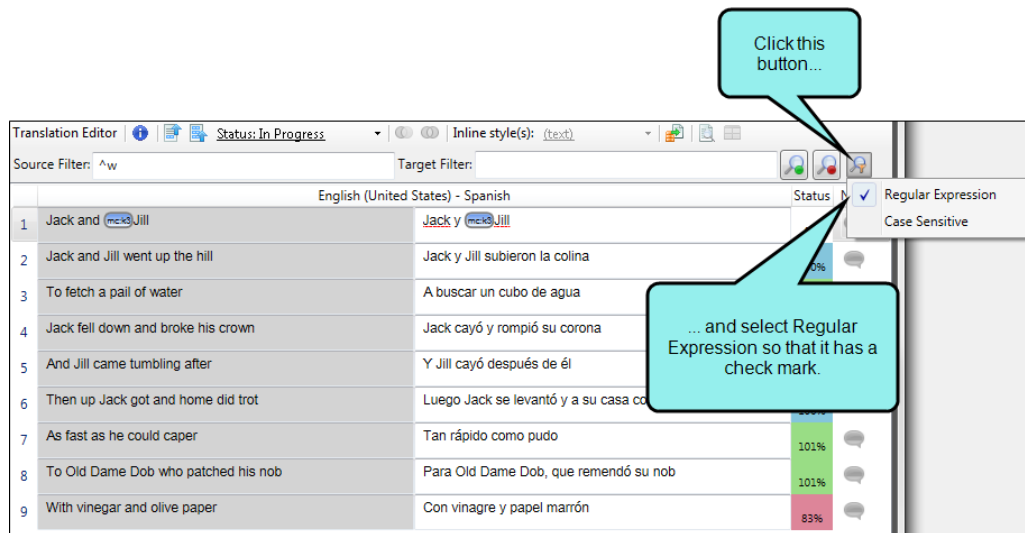 Click this
button...
Translation Editor Status: In Progress Inline style(s): (text)
Source Filter: ^w Target Filter:
English (United States) - Spanish Status N
Regular Expression
Case Sensitive
1 Jack and mc:k3 Jill Jack y mc:k3 Jill
2 Jack and Jill went up the hill Jack y Jill subieron la colina 0%
3 To fetch a pail of water A buscar un cubo de agua
4 Jack fell down and broke his crown Jack cayó y rompió su corona
... and select Regular
Expression so that it has a
check mark.
5 And Jill came tumbling after Y Jill cayó después de él
6 Then up Jack got and home did trot Luego Jack se levantó y a su casa co
7 As fast as he could caper Tan rápido como pudo 101%
8 To Old Dame Dob who patched his nob Para Old Dame Dob, que remendó su nob 101%
9 With vinegar and olive paper Con vinagre y papel marrón 83%